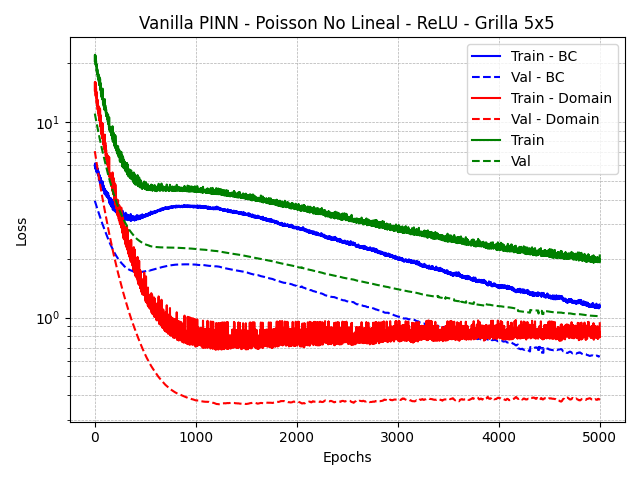 Vanilla PINN - Poisson No Lineal - ReLU - Grilla 5x5
Train - BC
Val - BC
Train - Domain
Val - Domain
Train
Val
Loss
10¹
10⁰
0 1000 2000 3000 4000 5000
Epochs